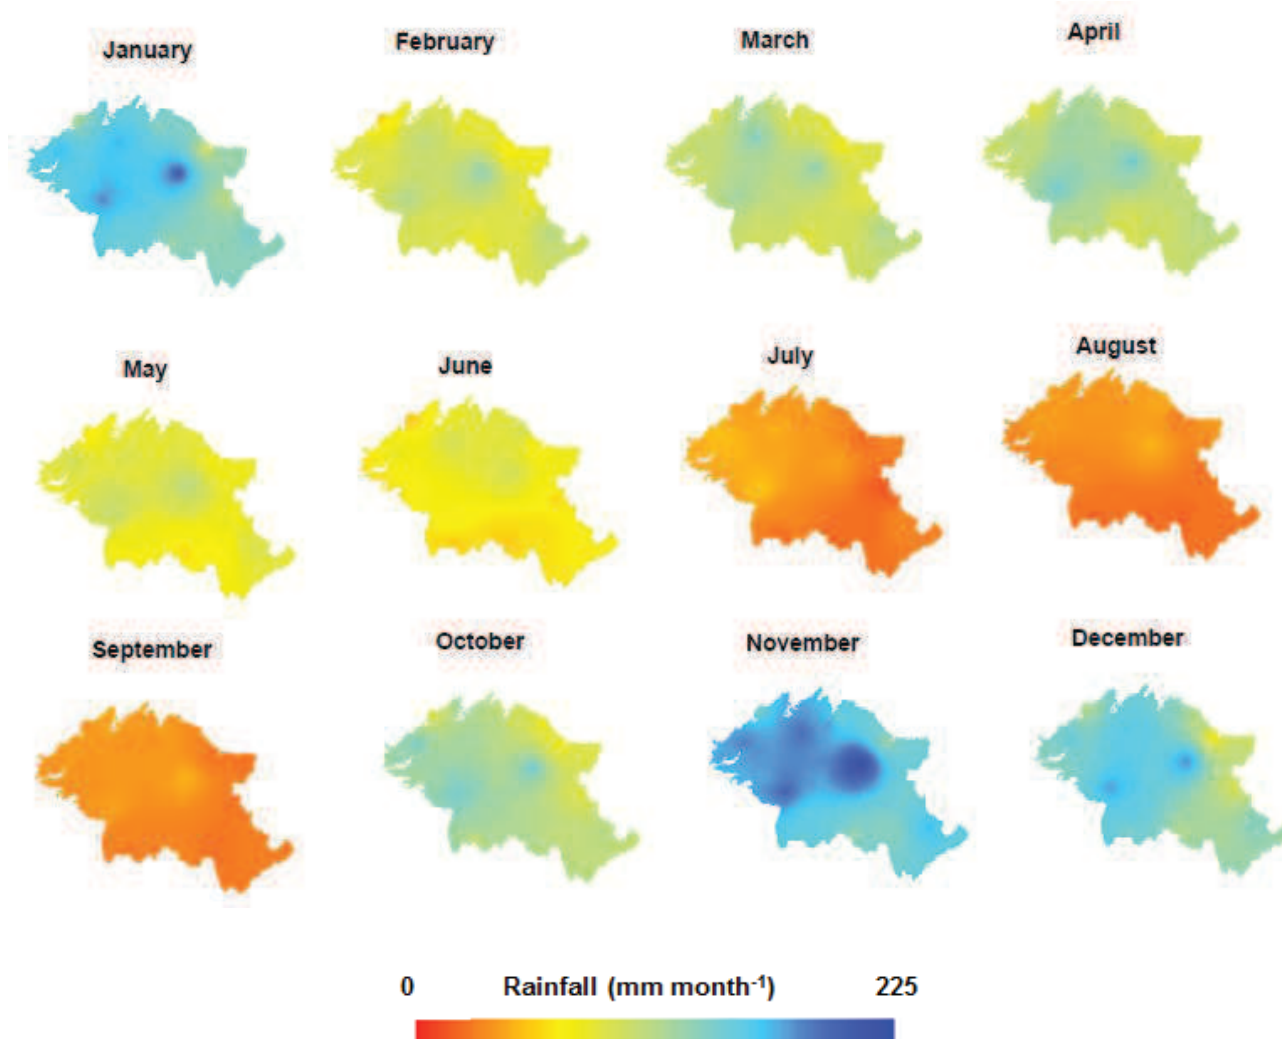 January
February
March
April
May
June
July
August
September
October
November
December
0 Rainfall (mm month-1) 225